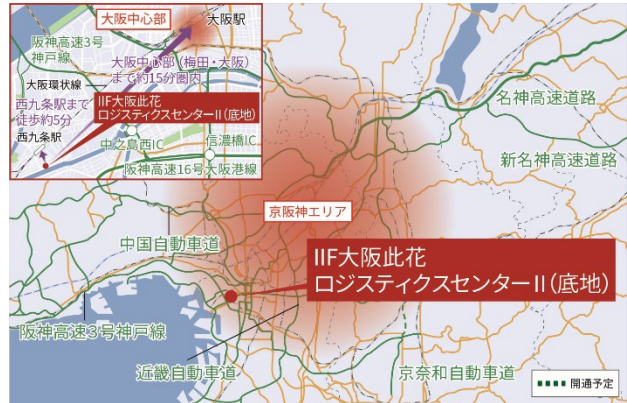 大阪中心部
大阪駅
阪神高速3号
神戸線
大阪中心部(梅田・大阪)
まで約15分圏内
大阪環状線
西九条駅まで
徒歩約5分
西九条駅
IIF大阪此花
ロジスティクスセンターⅡ(底地)
中之島西IC
信濃橋IC
阪神高速16号大阪港線
名神高速道路
新名神高速道路
京阪神エリア
中国自動車道
IIF大阪此花
ロジスティクスセンターⅡ(底地)
阪神高速3号神戸線
近畿自動車道
京奈和自動車道
開通予定